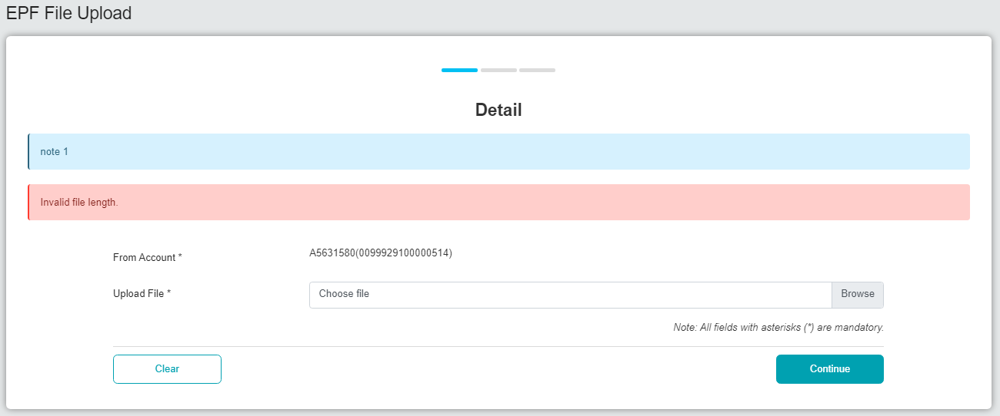 EPF File Upload
Detail
note 1
Invalid file length.
From Account *
A5631580(0099929100000514)
Upload File *
Choose file
Browse
Note: All fields with asterisks (*) are mandatory.
Clear
Continue